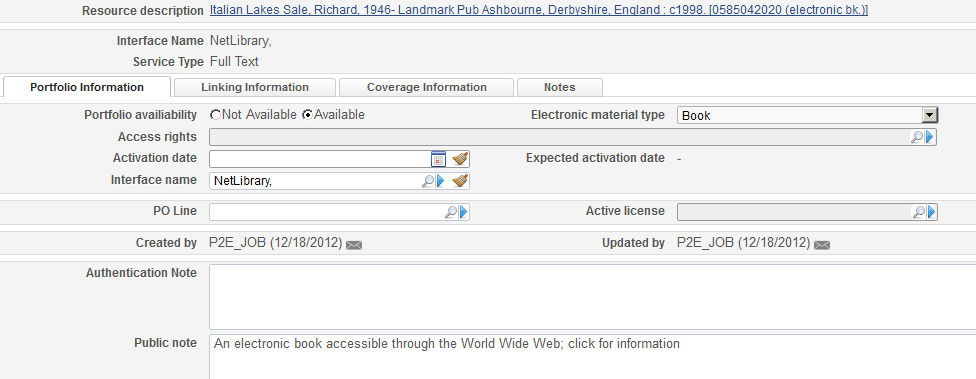 Resource description Italian Lakes Sale, Richard, 1946- Landmark Pub Ashbourne, Derbyshire, England : c1998. [0585042020 (electronic bk.)]
Interface Name NetLibrary,
Service Type Full Text
Portfolio Information Linking Information Coverage Information Notes
Portfolio availiability Not Available Available Electronic material type Book
Access rights
Activation date Expected activation date -
Interface name NetLibrary,
PO Line Active license
Created by P2E_JOB (12/18/2012) Updated by P2E_JOB (12/18/2012)
Authentication Note
Public note An electronic book accessible through the World Wide Web; click for information